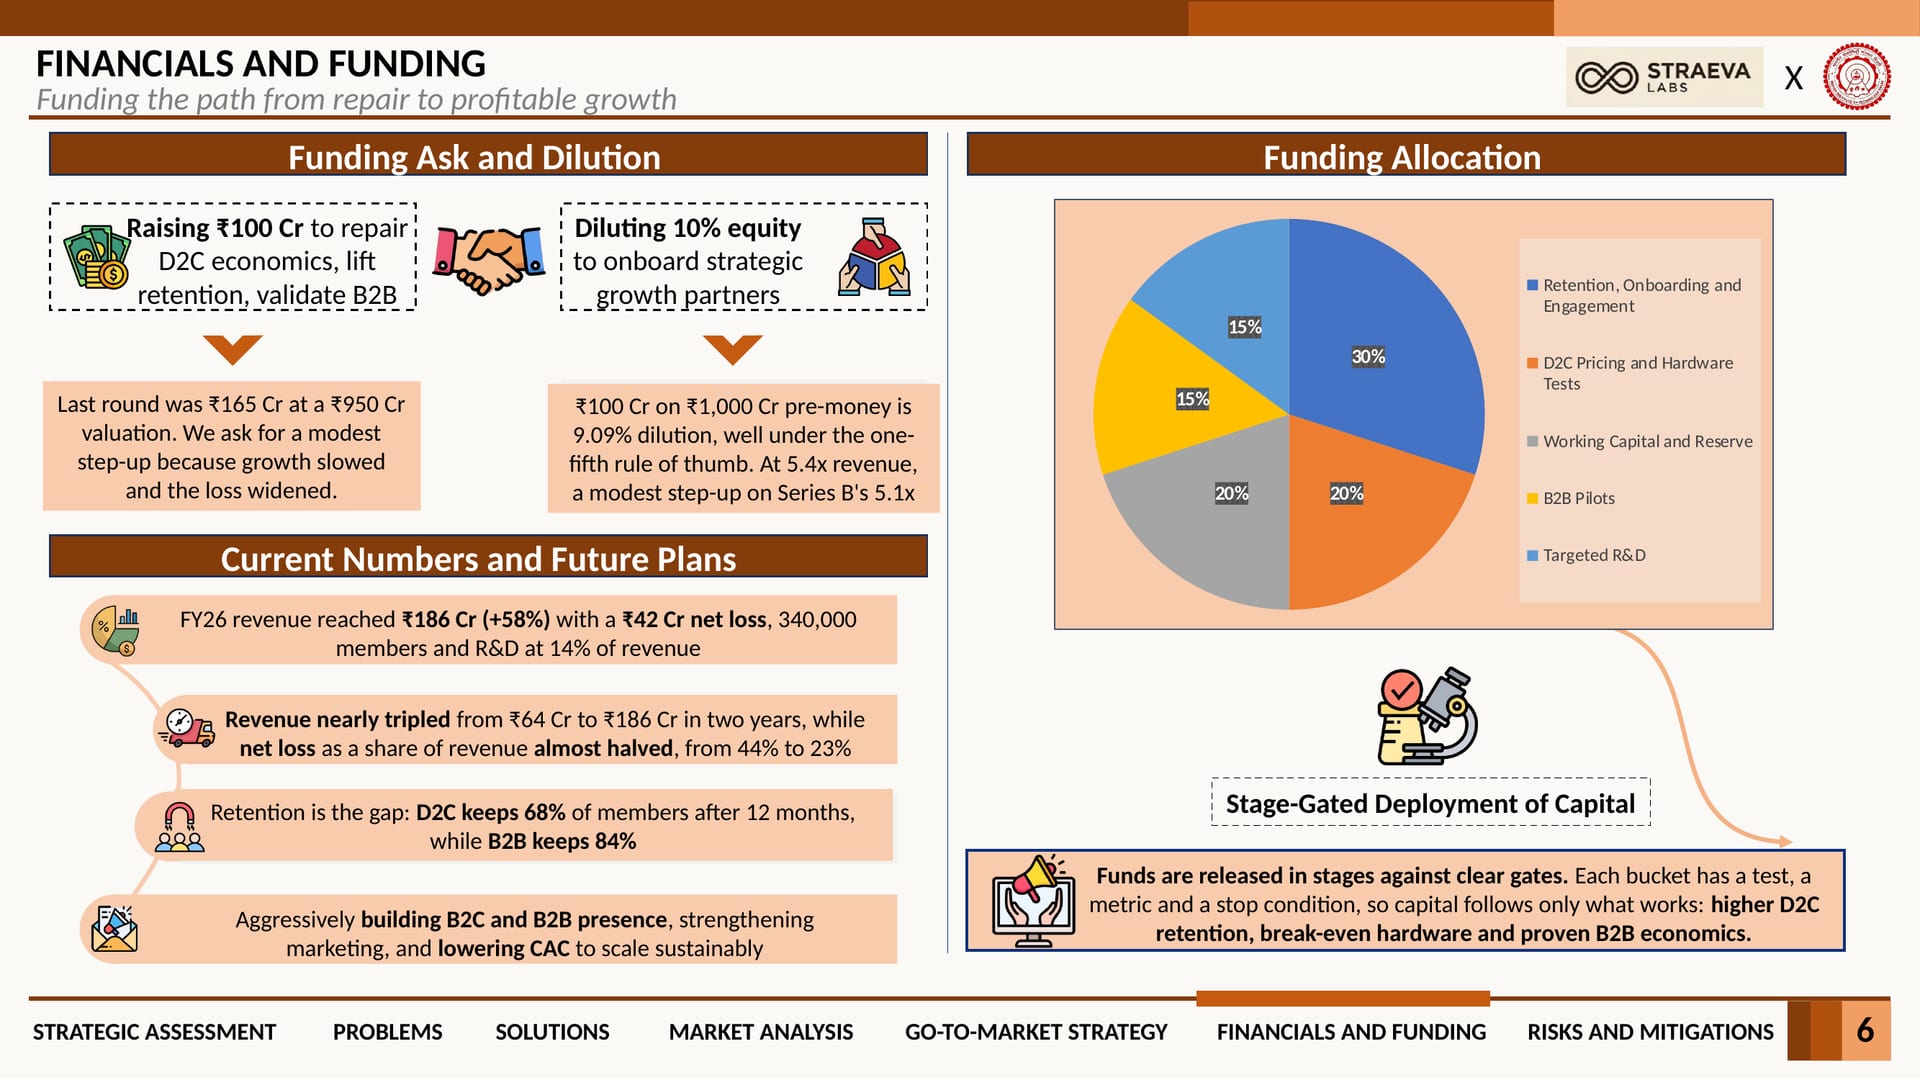 FINANCIALS AND FUNDING
Funding the path from repair to profitable growth
STRAEVA
LABS
X
Funding Ask and Dilution
Raising ₹100 Cr to repair
D2C economics, lift
retention, validate B2B
Diluting 10% equity
to onboard strategic
growth partners
Last round was ₹165 Cr at a ₹950 Cr
valuation. We ask for a modest
step-up because growth slowed
and the loss widened.
₹100 Cr on ₹1,000 Cr pre-money is
9.09% dilution, well under the one-
fifth rule of thumb. At 5.4x revenue,
a modest step-up on Series B's 5.1x
Current Numbers and Future Plans
FY26 revenue reached ₹186 Cr (+58%) with a ₹42 Cr net loss, 340,000
members and R&D at 14% of revenue
Revenue nearly tripled from ₹64 Cr to ₹186 Cr in two years, while
net loss as a share of revenue almost halved, from 44% to 23%
Retention is the gap: D2C keeps 68% of members after 12 months,
while B2B keeps 84%
Aggressively building B2C and B2B presence, strengthening
marketing, and lowering CAC to scale sustainably
Funding Allocation
30%
20%
20%
15%
15%
Retention, Onboarding and
Engagement
D2C Pricing and Hardware
Tests
Working Capital and Reserve
B2B Pilots
Targeted R&D
Stage-Gated Deployment of Capital
Funds are released in stages against clear gates. Each bucket has a test, a
metric and a stop condition, so capital follows only what works: higher D2C
retention, break-even hardware and proven B2B economics.
STRATEGIC ASSESSMENT
PROBLEMS
SOLUTIONS
MARKET ANALYSIS
GO-TO-MARKET STRATEGY
FINANCIALS AND FUNDING
RISKS AND MITIGATIONS
6